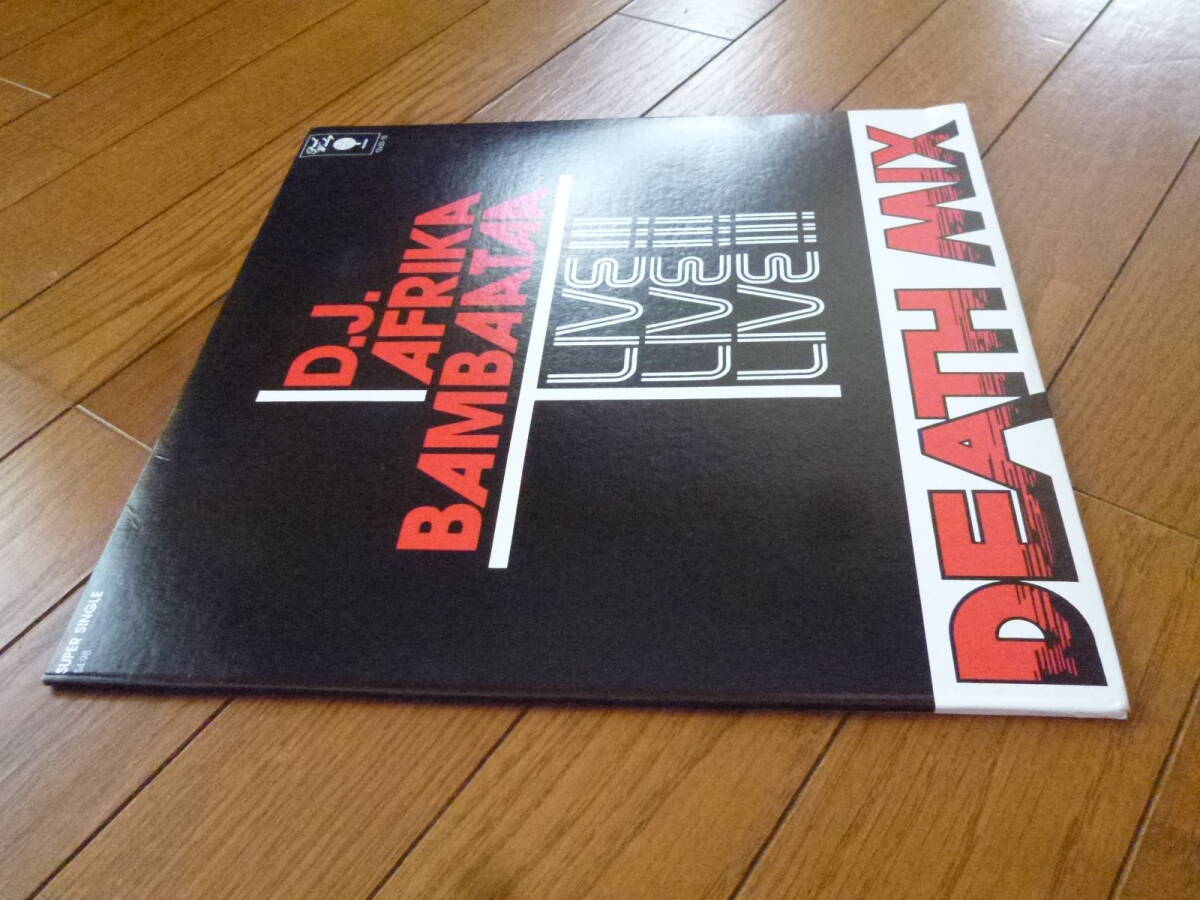 SUPER SINGLE
D.J.
AFRIKA
BAMBAATAA
LIVE!!!
LIVE!!!
LIVE!!!
DEATH MIX